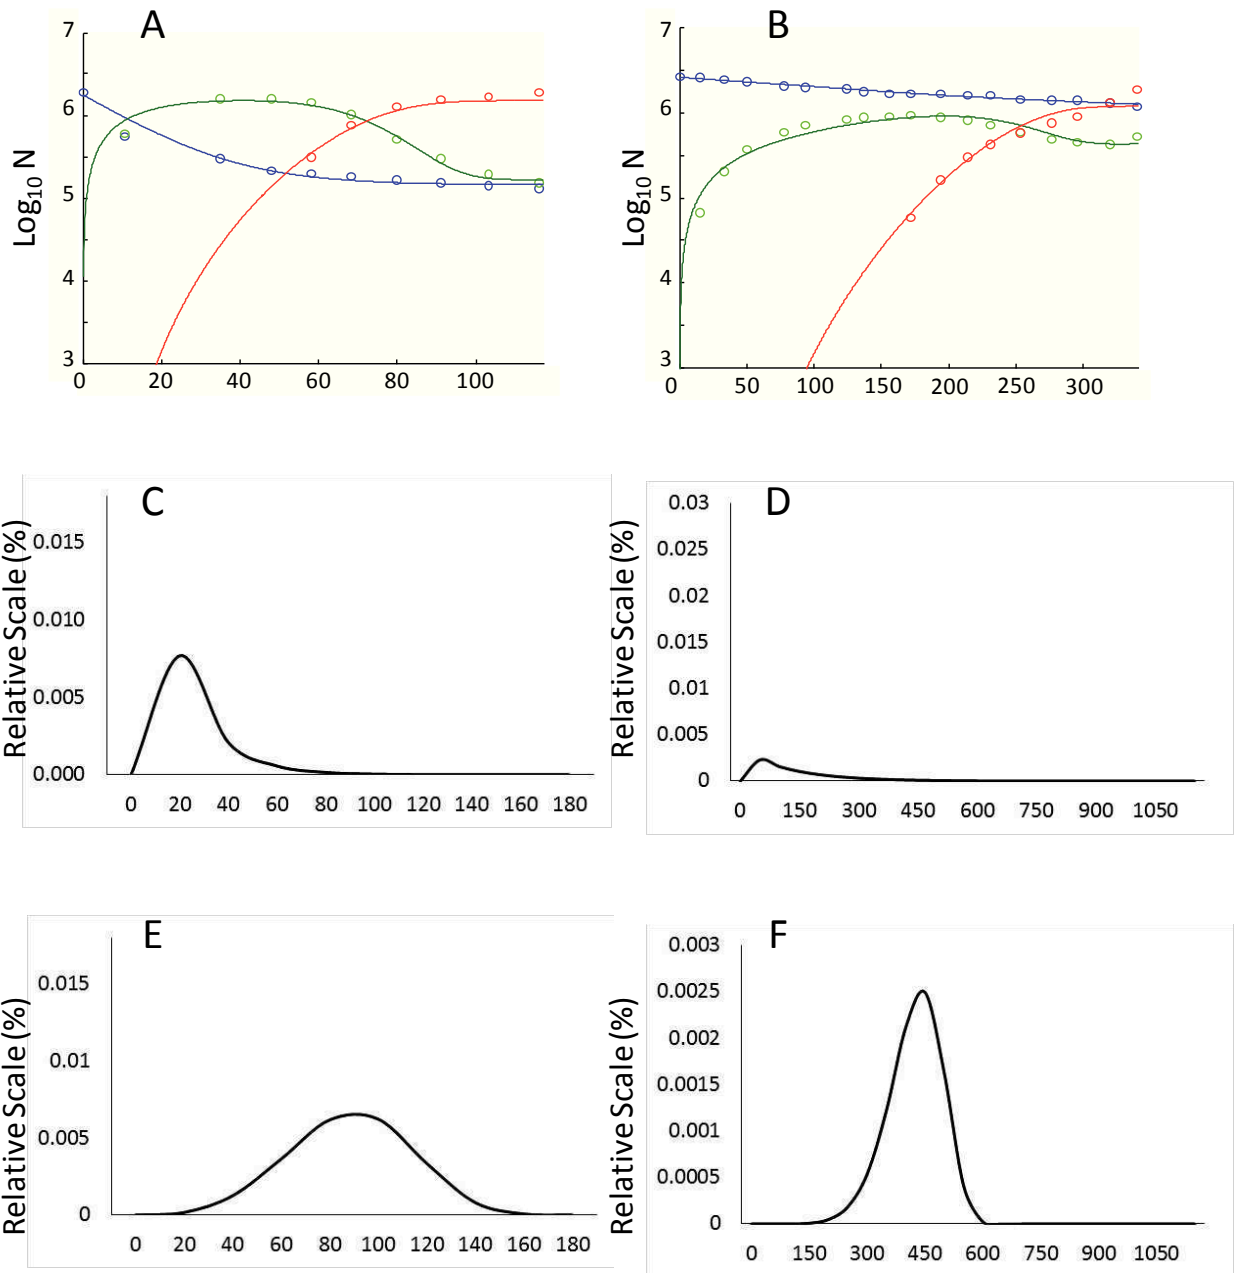 A
7
6
5
4
3
Log10 N
0 20 40 60 80 100
B
7
6
5
4
3
Log10 N
0 50 100 150 200 250 300
C
0.015
0.010
0.005
0.000
Relative Scale (%)
0 20 40 60 80 100 120 140 160 180
D
0.03
0.025
0.02
0.015
0.01
0.005
0
Relative Scale (%)
0 150 300 450 600 750 900 1050
E
0.015
0.01
0.005
0
Relative Scale (%)
0 20 40 60 80 100 120 140 160 180
F
0.003
0.0025
0.002
0.0015
0.001
0.0005
0
Relative Scale (%)
0 150 300 450 600 750 900 1050